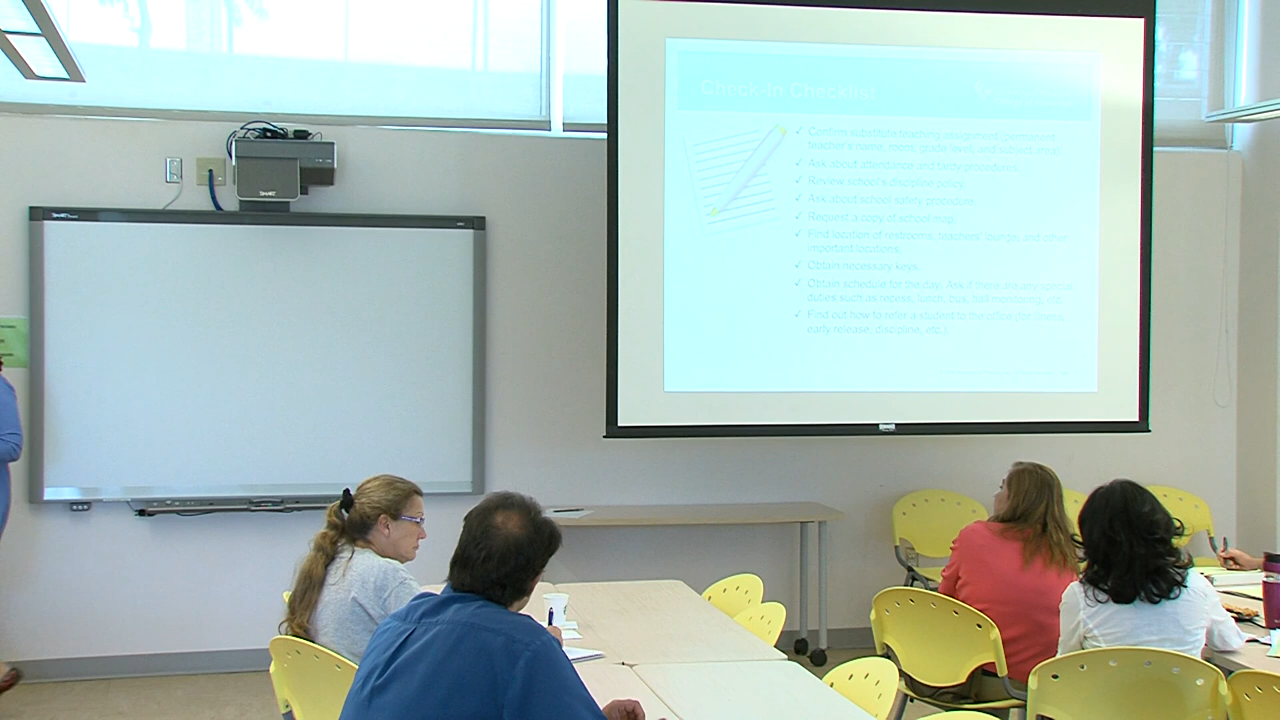 Check-In Checklist
✓ Confirm substitute teaching assignment (permanent
teacher's name, room, grade level, and subject area).
✓ Ask about attendance and tardy procedures.
✓ Review school's discipline policy.
✓ Ask about school safety procedure.
✓ Request a copy of school map.
✓ Find location of restrooms, teachers' lounge, and other
important locations.
✓ Obtain necessary keys.
✓ Obtain schedule for the day. Ask if there are any special
duties such as recess, lunch, bus, hall monitoring, etc.
✓ Find out how to refer a student to the office (for illness,
early release, discipline, etc.)
SMART
SMART